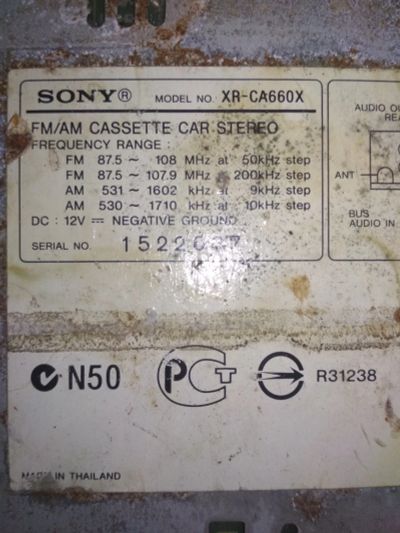 SONY® MODEL NO. XR-CA660X
FM/AM CASSETTE CAR STEREO
FREQUENCY RANGE :
FM 87.5 ~ 108 MHz at 50kHz step
FM 87.5 ~ 107.9 MHz at 200kHz step
AM 531 ~ 1602 kHz at 9kHz step
AM 530 ~ 1710 kHz at 10kHz step
DC : 12V NEGATIVE GROUND
SERIAL NO.
AUDIO OU
REA
ANT
BUS
AUDIO IN
N50
PCT
R31238
MADE IN THAILAND